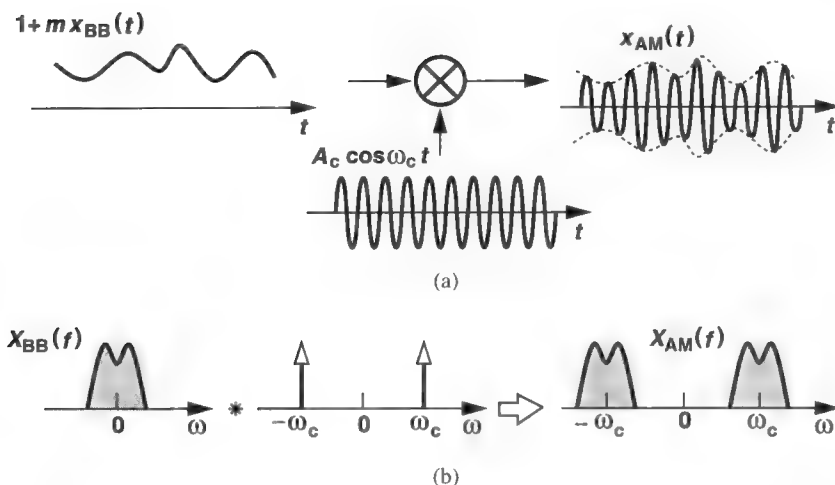 1+m x_BB(t)
t
A_c cos ω_c t
t
x_AM(t)
t
(a)
X_BB(f)
0
ω
*
−ω_c
0
ω_c
ω
X_AM(f)
−ω_c
0
ω_c
ω
(b)